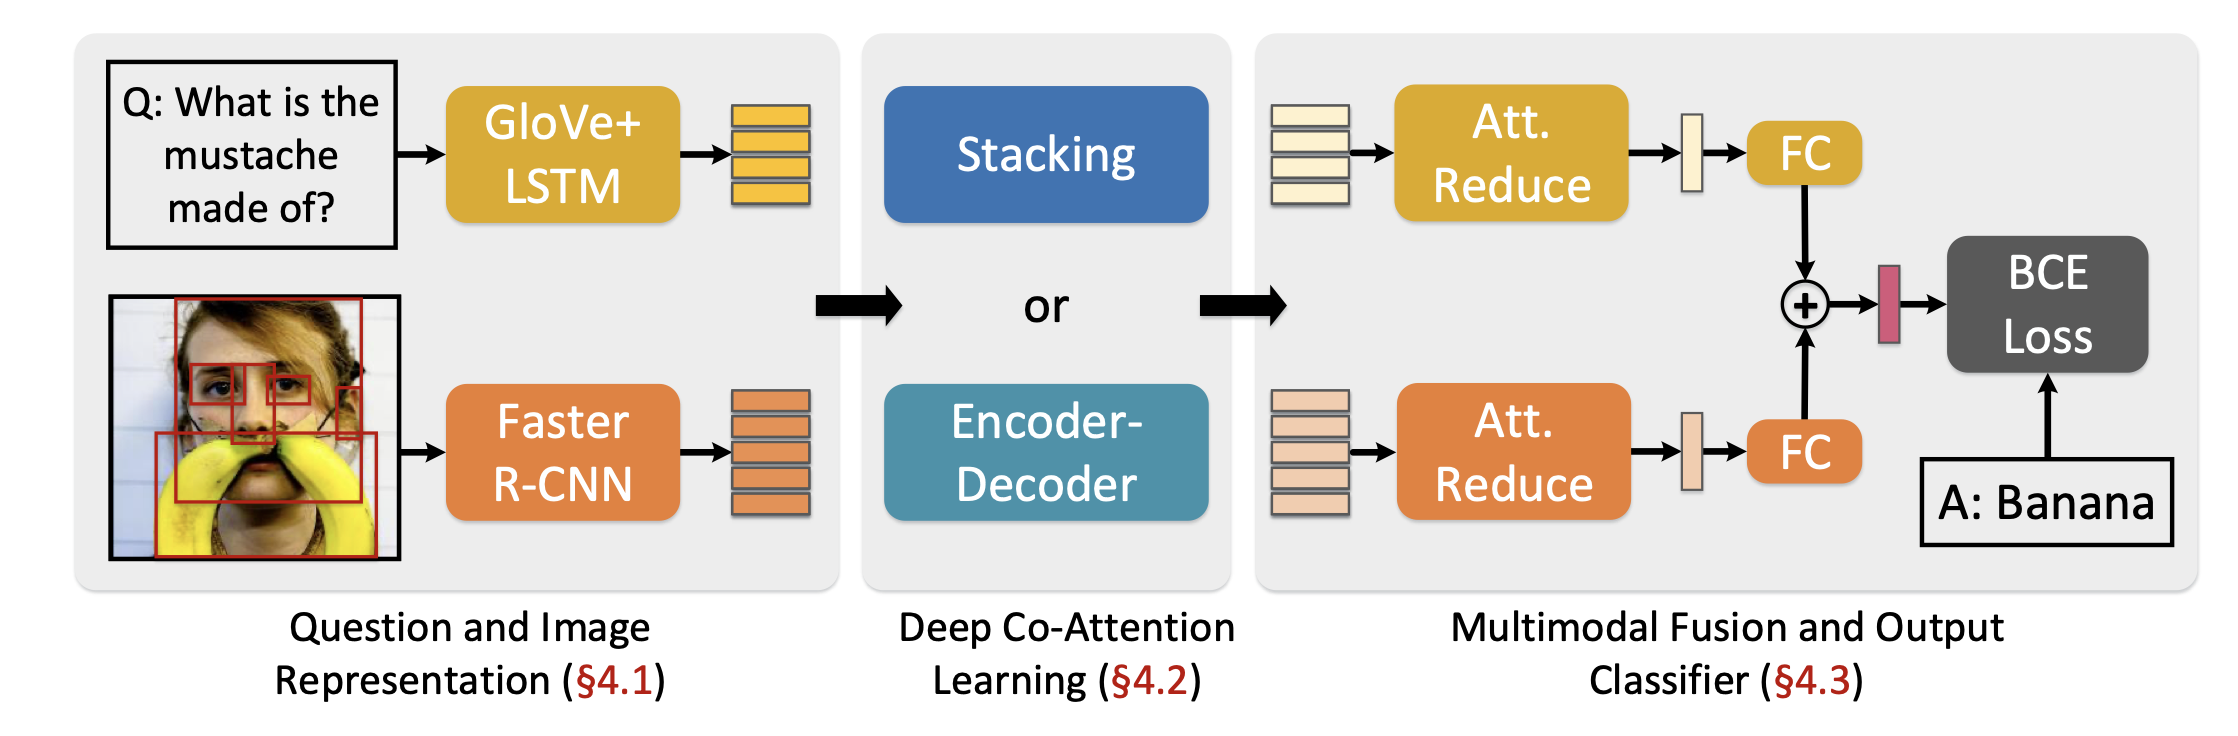 Q: What is the
mustache
made of?
GloVe+
LSTM
Faster
R-CNN
Question and Image
Representation (§4.1)
Stacking
or
Encoder-
Decoder
Deep Co-Attention
Learning (§4.2)
Att.
Reduce
FC
Att.
Reduce
FC
+
BCE
Loss
A: Banana
Multimodal Fusion and Output
Classifier (§4.3)